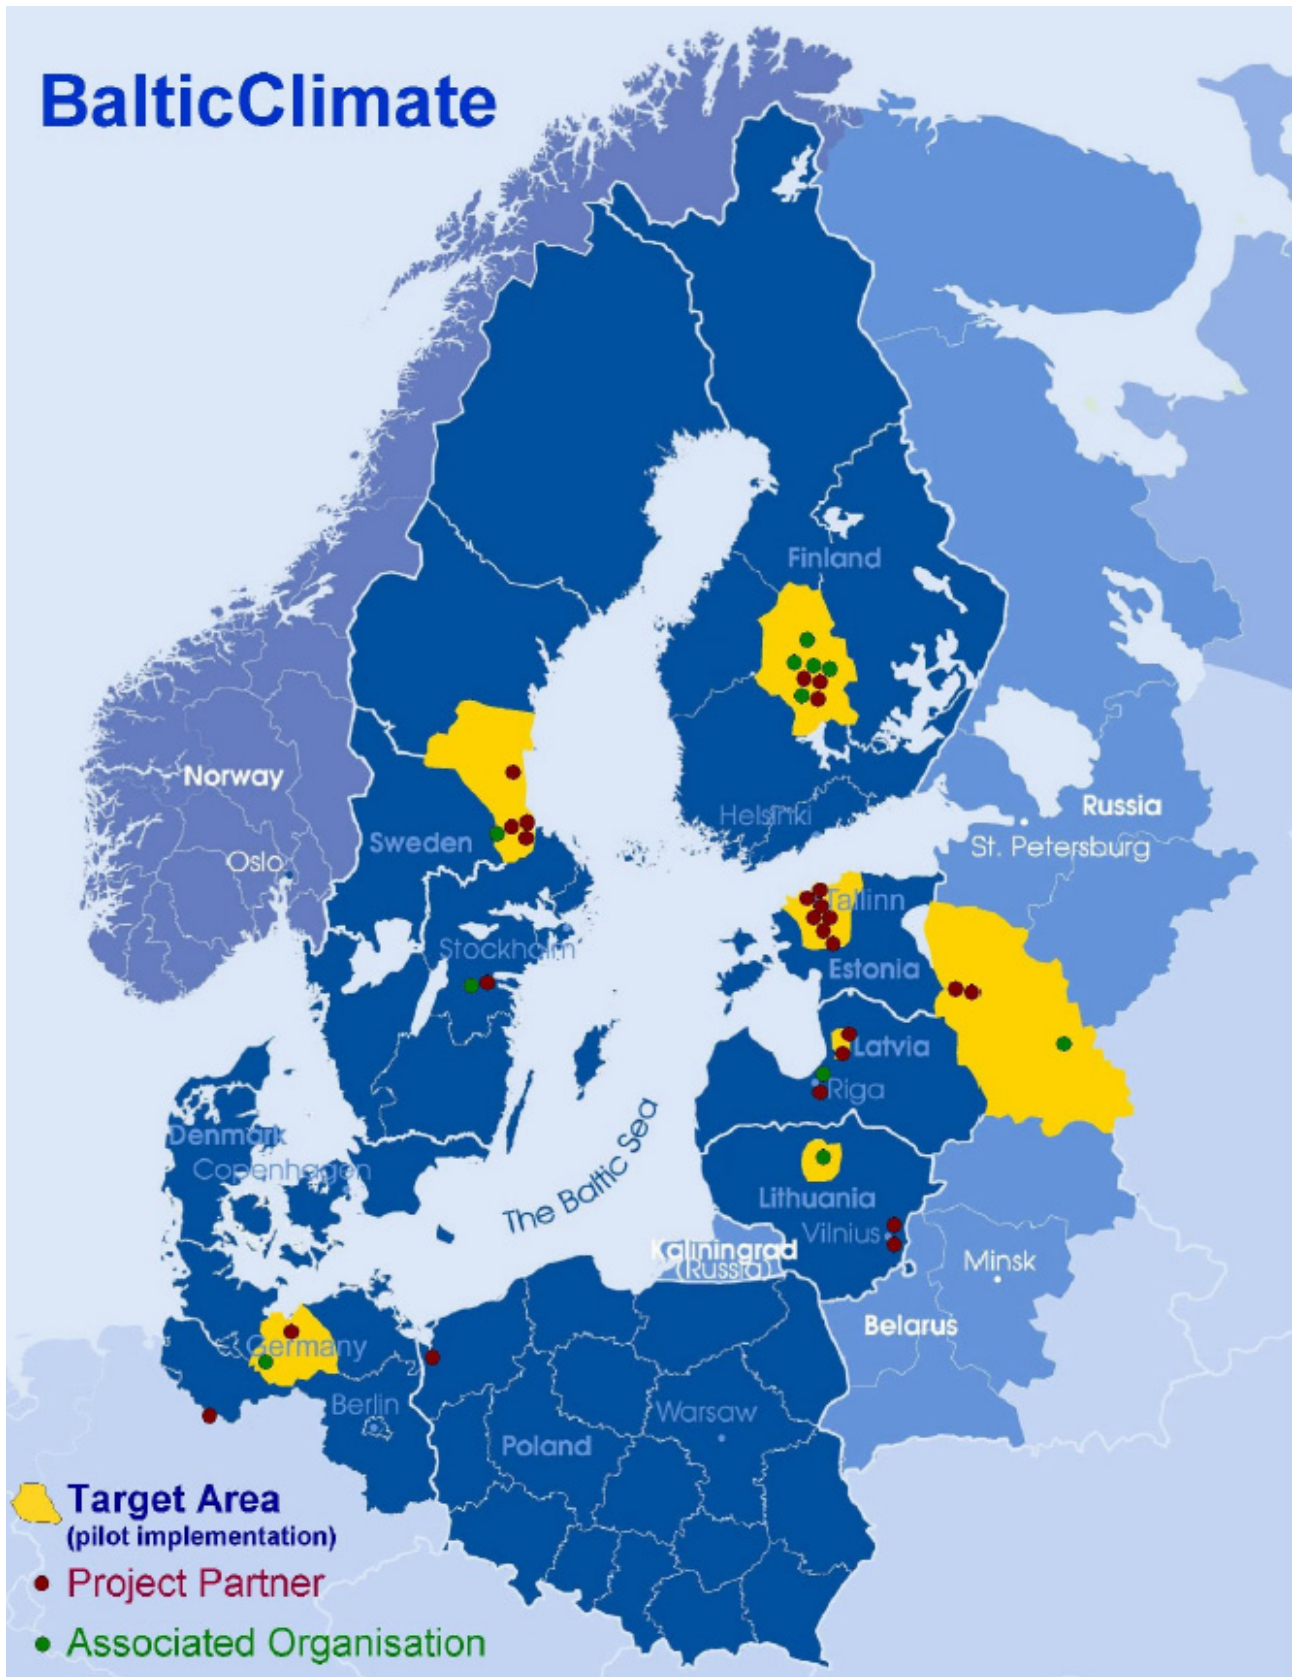 BalticClimate
Finland
Norway
Helsinki
Russia
Sweden
St. Petersburg
Oslo
Tallinn
Stockholm
Estonia
Latvia
Riga
Denmark
Copenhagen
The Baltic Sea
Lithuania
Vilnius
Kaliningrad
(Russia)
Minsk
Belarus
Germany
Berlin
Warsaw
Poland
Target Area
(pilot implementation)
Project Partner
Associated Organisation